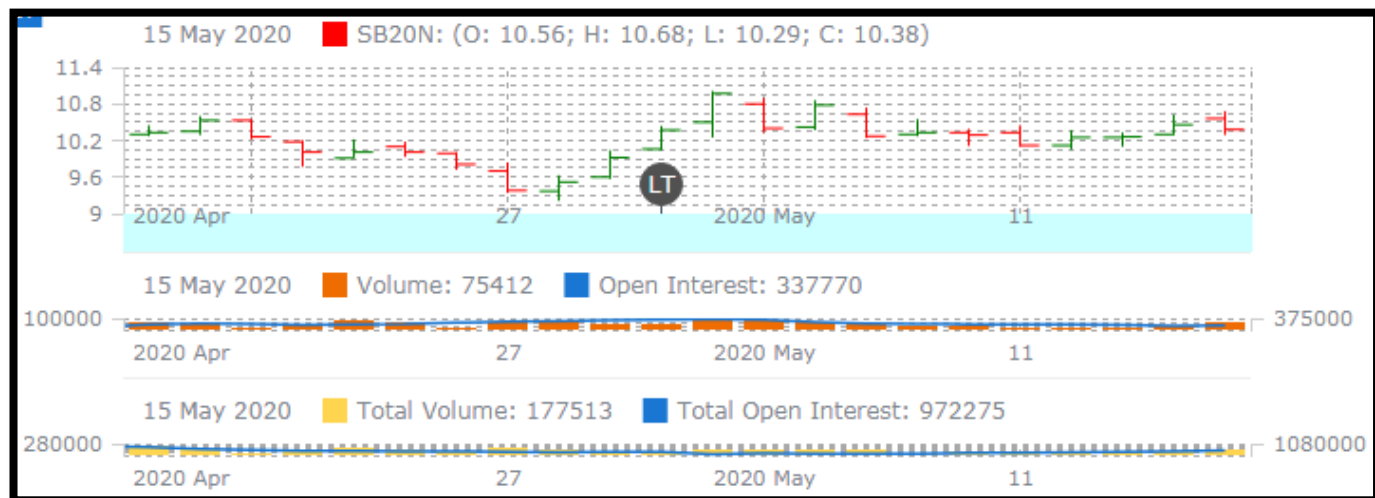 15 May 2020 SB20N: (O: 10.56; H: 10.68; L: 10.29; C: 10.38)
11.4
10.8
10.2
9.6
9
LT
2020 Apr 27 2020 May 11
15 May 2020 Volume: 75412 Open Interest: 337770
100000 375000
2020 Apr 27 2020 May 11
15 May 2020 Total Volume: 177513 Total Open Interest: 972275
280000 1080000
2020 Apr 27 2020 May 11